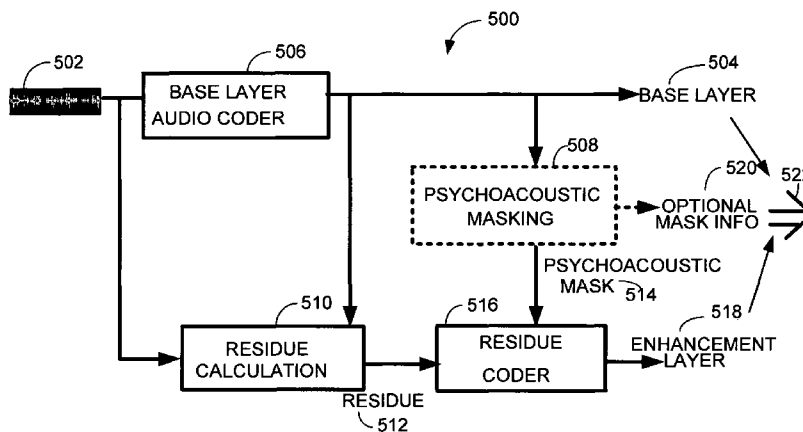 500
502
506
504
BASE LAYER
AUDIO CODER
BASE LAYER
508
520
PSYCHOACOUSTIC
MASKING
OPTIONAL
MASK INFO
PSYCHOACOUSTIC
MASK 514
510
516
518
RESIDUE
CALCULATION
RESIDUE
CODER
ENHANCEMENT
LAYER
RESIDUE
512